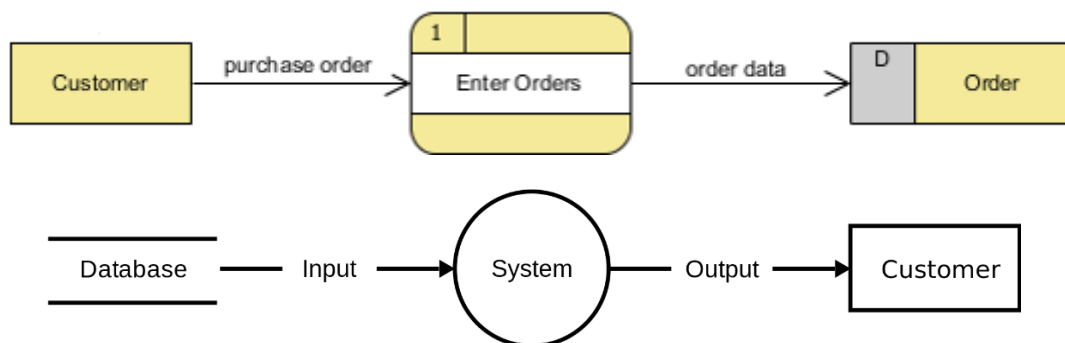 1
D
purchase order
order data
Customer
Enter Orders
Order
Database
Input
System
Output
Customer